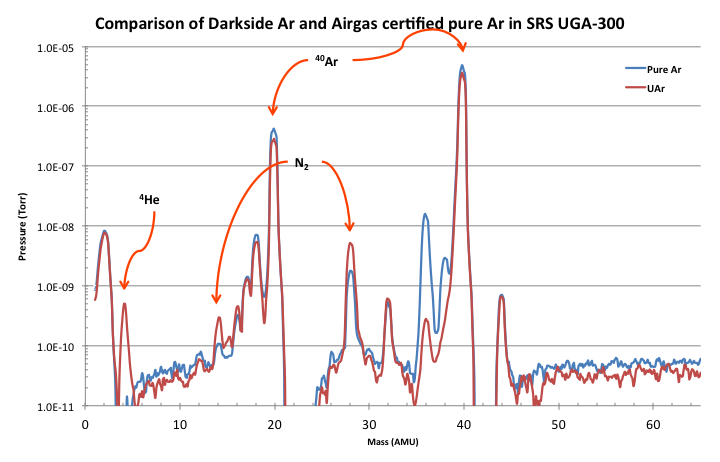 Comparison of Darkside Ar and Airgas certified pure Ar in SRS UGA-300
1.0E-05
1.0E-06
1.0E-07
1.0E-08
1.0E-09
1.0E-10
1.0E-11
Pressure (Torr)
⁴⁰Ar
N₂
⁴He
Pure Ar
UAr
0 10 20 30 40 50 60
Mass (AMU)